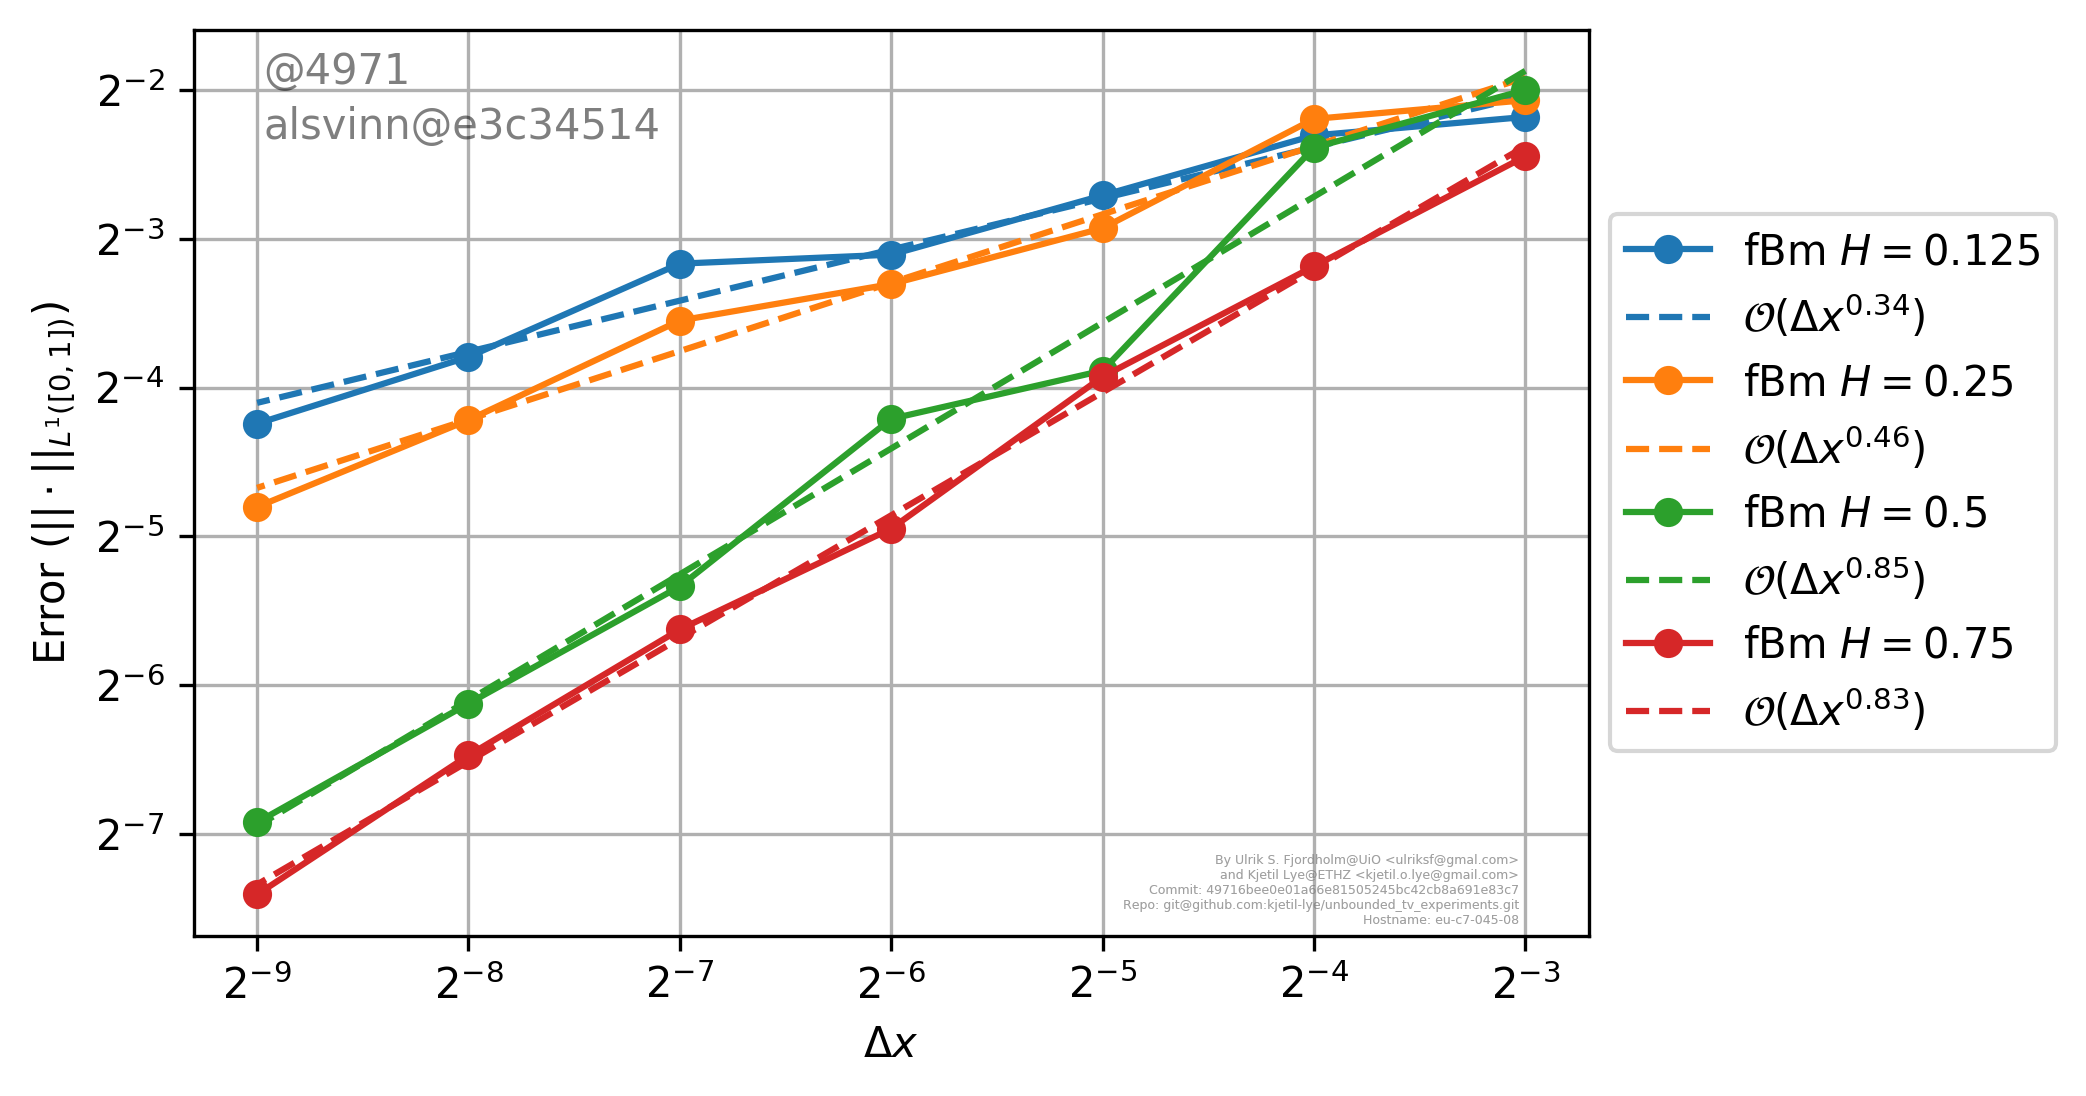 @4971
alsvinn@e3c34514
2⁻²
2⁻³
2⁻⁴
2⁻⁵
2⁻⁶
2⁻⁷
Error (|| · ||_{L¹([0, 1])})
2⁻⁹ 2⁻⁸ 2⁻⁷ 2⁻⁶ 2⁻⁵ 2⁻⁴ 2⁻³
Δx
By Ulrik S. Fjordholm@UiO <ulriksf@gmal.com>
and Kjetil Lye@ETHZ <kjetil.o.lye@gmail.com>
Commit: 49716bee0e01a66e81505245bc42cb8a691e83c7
Repo: git@github.com:kjetil-lye/unbounded_tv_experiments.git
Hostname: eu-c7-045-08
fBm H = 0.125
𝒪(Δx^{0.34})
fBm H = 0.25
𝒪(Δx^{0.46})
fBm H = 0.5
𝒪(Δx^{0.85})
fBm H = 0.75
𝒪(Δx^{0.83})